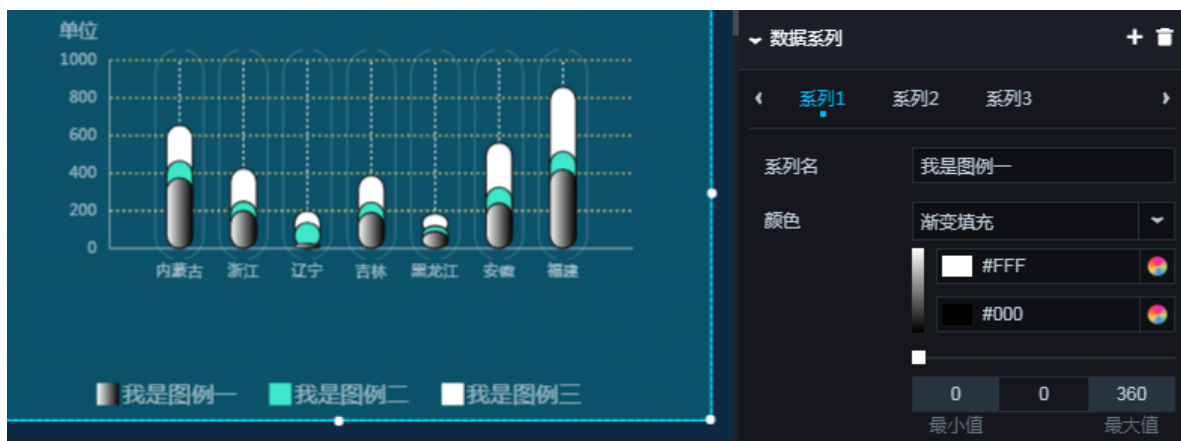 单位
1000
800
600
400
200
0
内蒙古 浙江 辽宁 吉林 黑龙江 安徽 福建
我是图例一 我是图例二 我是图例三
数据系列
系列1 系列2 系列3
系列名 我是图例一
颜色 渐变填充
#FFF
#000
0 0 360
最小值 最大值